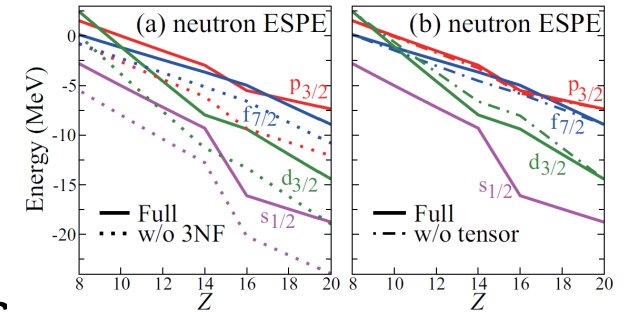 (a) neutron ESPE
(b) neutron ESPE
Energy (MeV)
0
-5
-10
-15
-20
p3/2
f7/2
d3/2
s1/2
Full
w/o 3NF
8 10 12 14 16 18 20
Z
p3/2
f7/2
d3/2
s1/2
Full
w/o tensor
8 10 12 14 16 18 20
Z